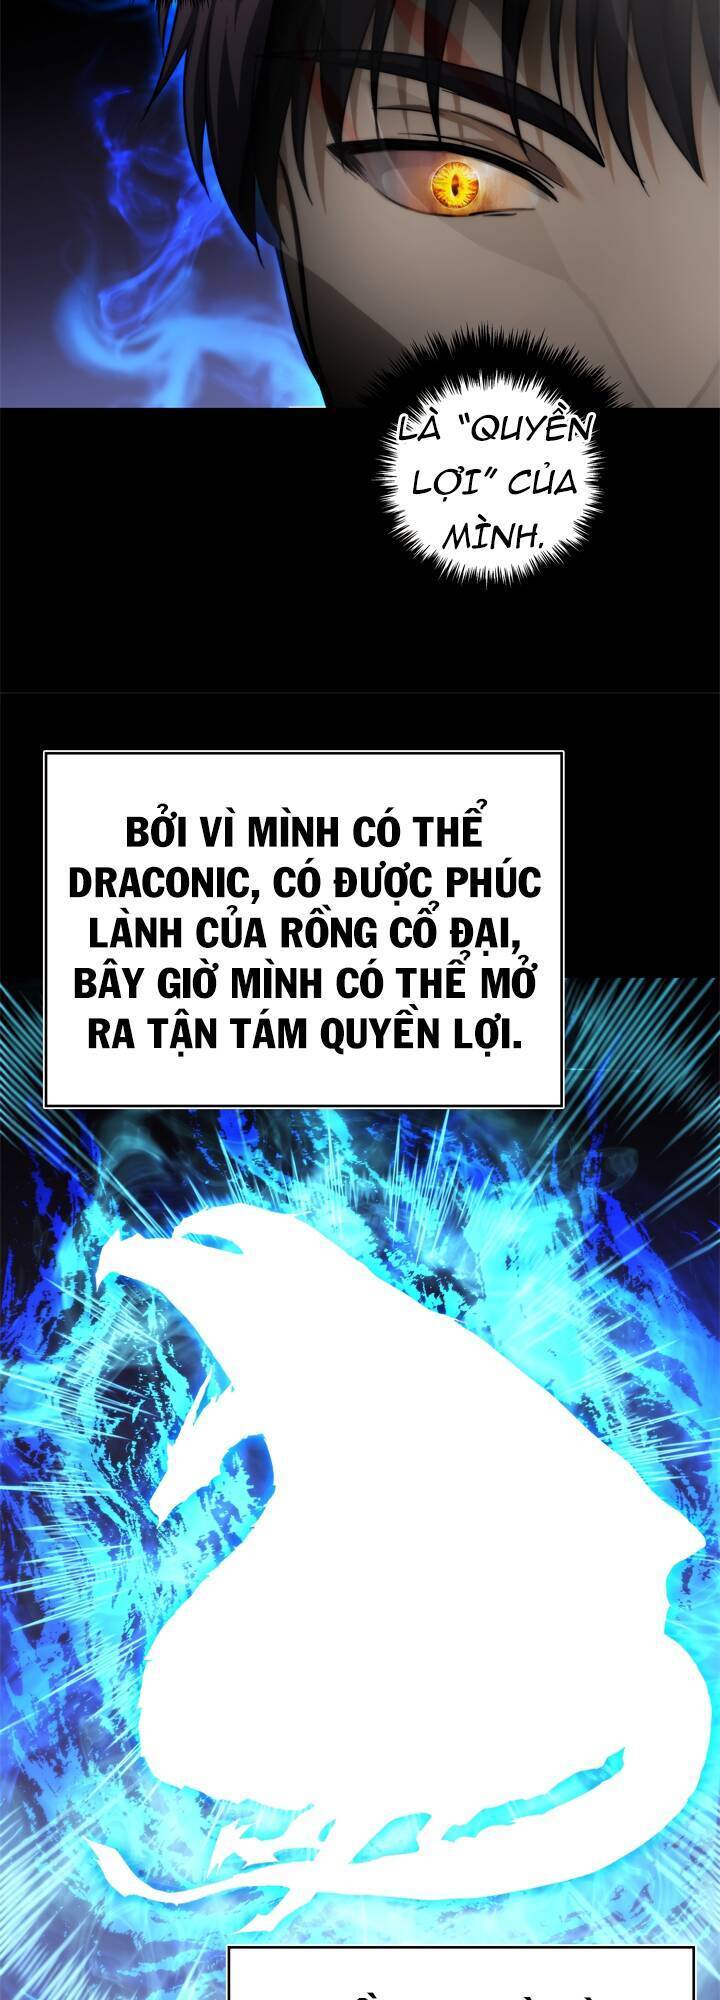 LÀ "QUYỀN
LỢI" CỦA
MÌNH.
BỞI VÌ MÌNH CÓ THỂ
DRACONIC, CÓ ĐƯỢC PHÚC
LÀNH CỦA RỒNG CỔ ĐẠI,
BÂY GIỜ MÌNH CÓ THỂ MỞ
RA TẬN TÁM QUYỀN LỢI.